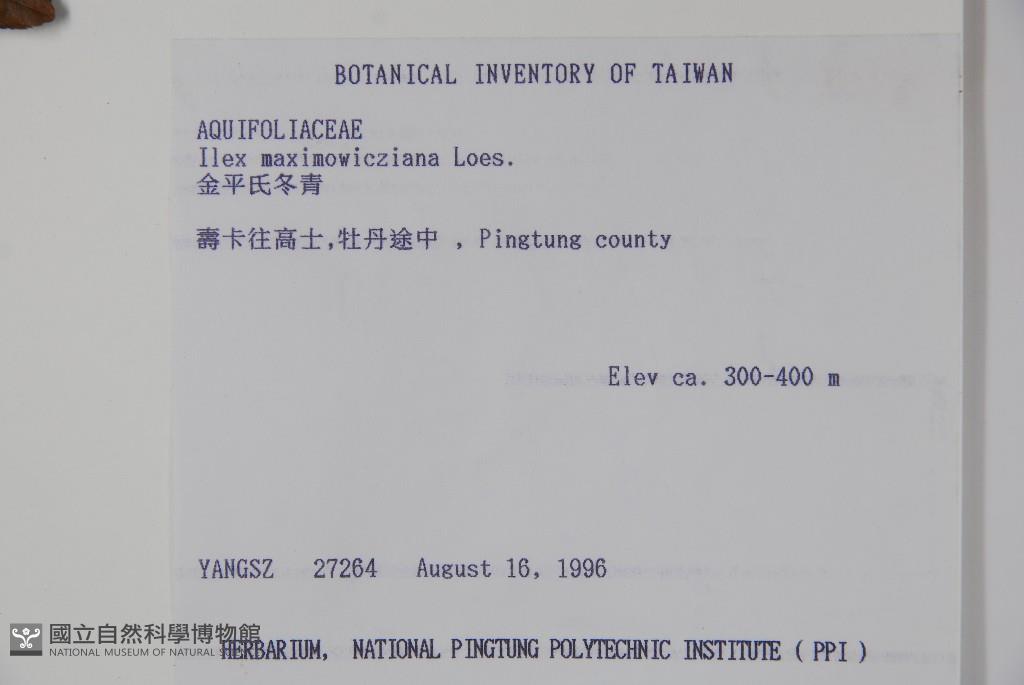 BOTANICAL INVENTORY OF TAIWAN
AQUIFOLIACEAE
Ilex maximowicziana Loes.
金平氏冬青
壽卡往高士,牡丹途中 , Pingtung county
Elev ca. 300-400 m
YANGSZ 27264 August 16, 1996
國立自然科學博物館
NATIONAL MUSEUM OF NATURAL
HERBARIUM, NATIONAL PINGTUNG POLYTECHNIC INSTITUTE ( PPI )